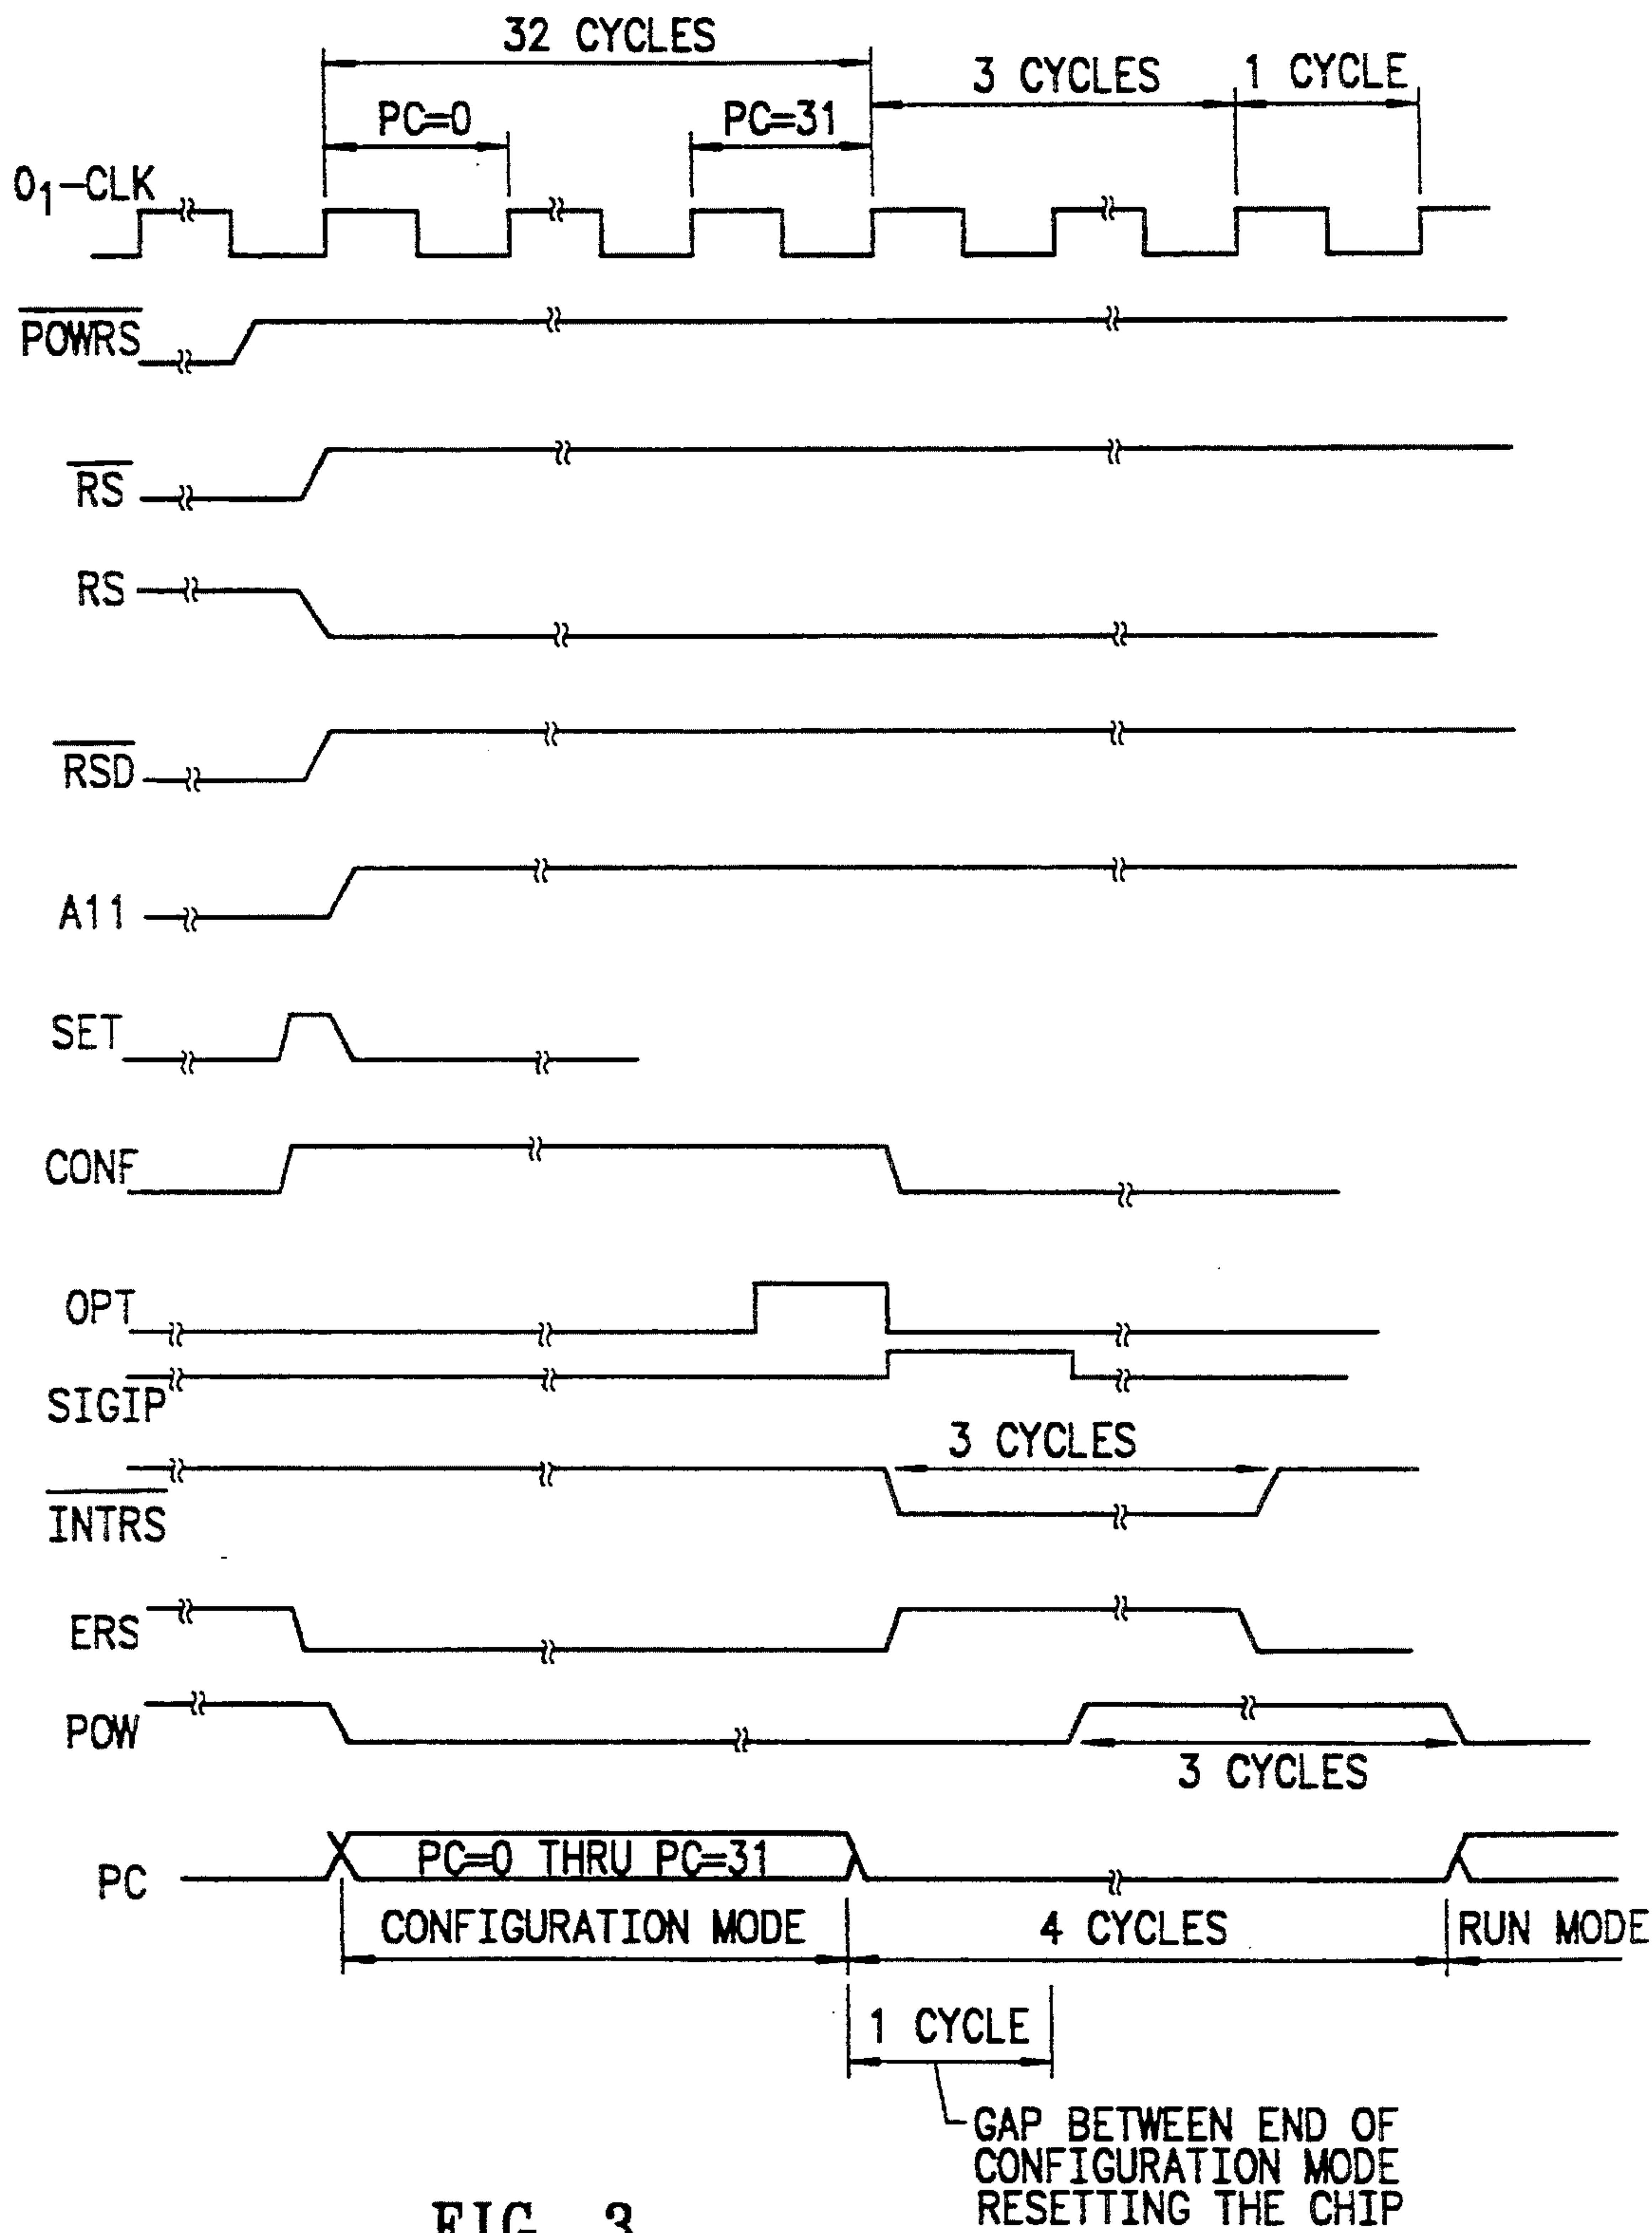 32 CYCLES
3 CYCLES
1 CYCLE
PC=0
PC=31
O1-CLK
POWRS
RS
RS
RSD
A11
SET
CONF
OPT
SIGIP
3 CYCLES
INTRS
ERS
POW
3 CYCLES
PC=0 THRU PC=31
PC
CONFIGURATION MODE
4 CYCLES
RUN MODE
1 CYCLE
GAP BETWEEN END OF
CONFIGURATION MODE
RESETTING THE CHIP
FIG. 3